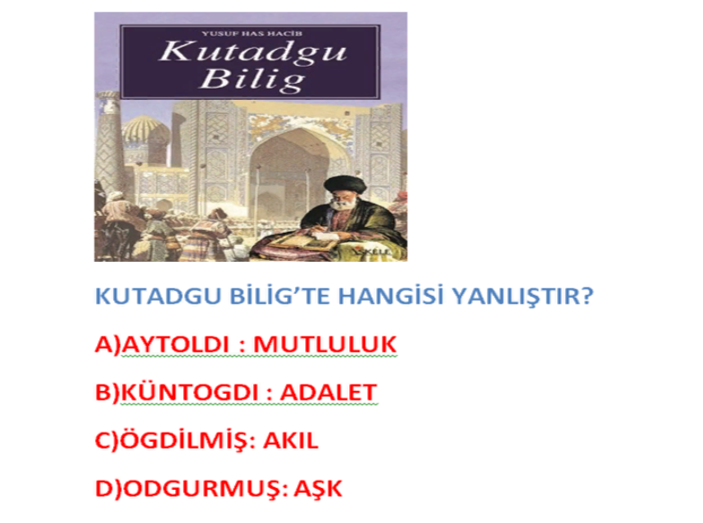 YUSUF HAS HACİB
Kutadgu
Bilig
KUTADGU BİLİG’TE HANGİSİ YANLIŞTIR?
A)AYTOLDI : MUTLULUK
B)KÜNTOGDI : ADALET
C)ÖGDİLMİŞ: AKIL
D)ODGURMUŞ: AŞK